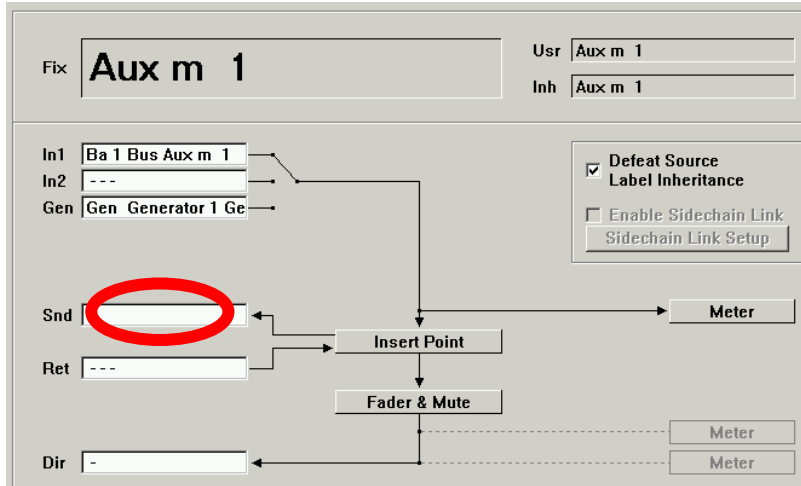 Fix Aux m 1
Usr Aux m 1
Inh Aux m 1
In1 Ba 1 Bus Aux m 1
In2 ---
Gen Gen Generator 1 Ge
Defeat Source
Label Inheritance
Enable Sidechain Link
Sidechain Link Setup
Snd
Meter
Insert Point
Ret ---
Fader & Mute
Meter
Dir -
Meter